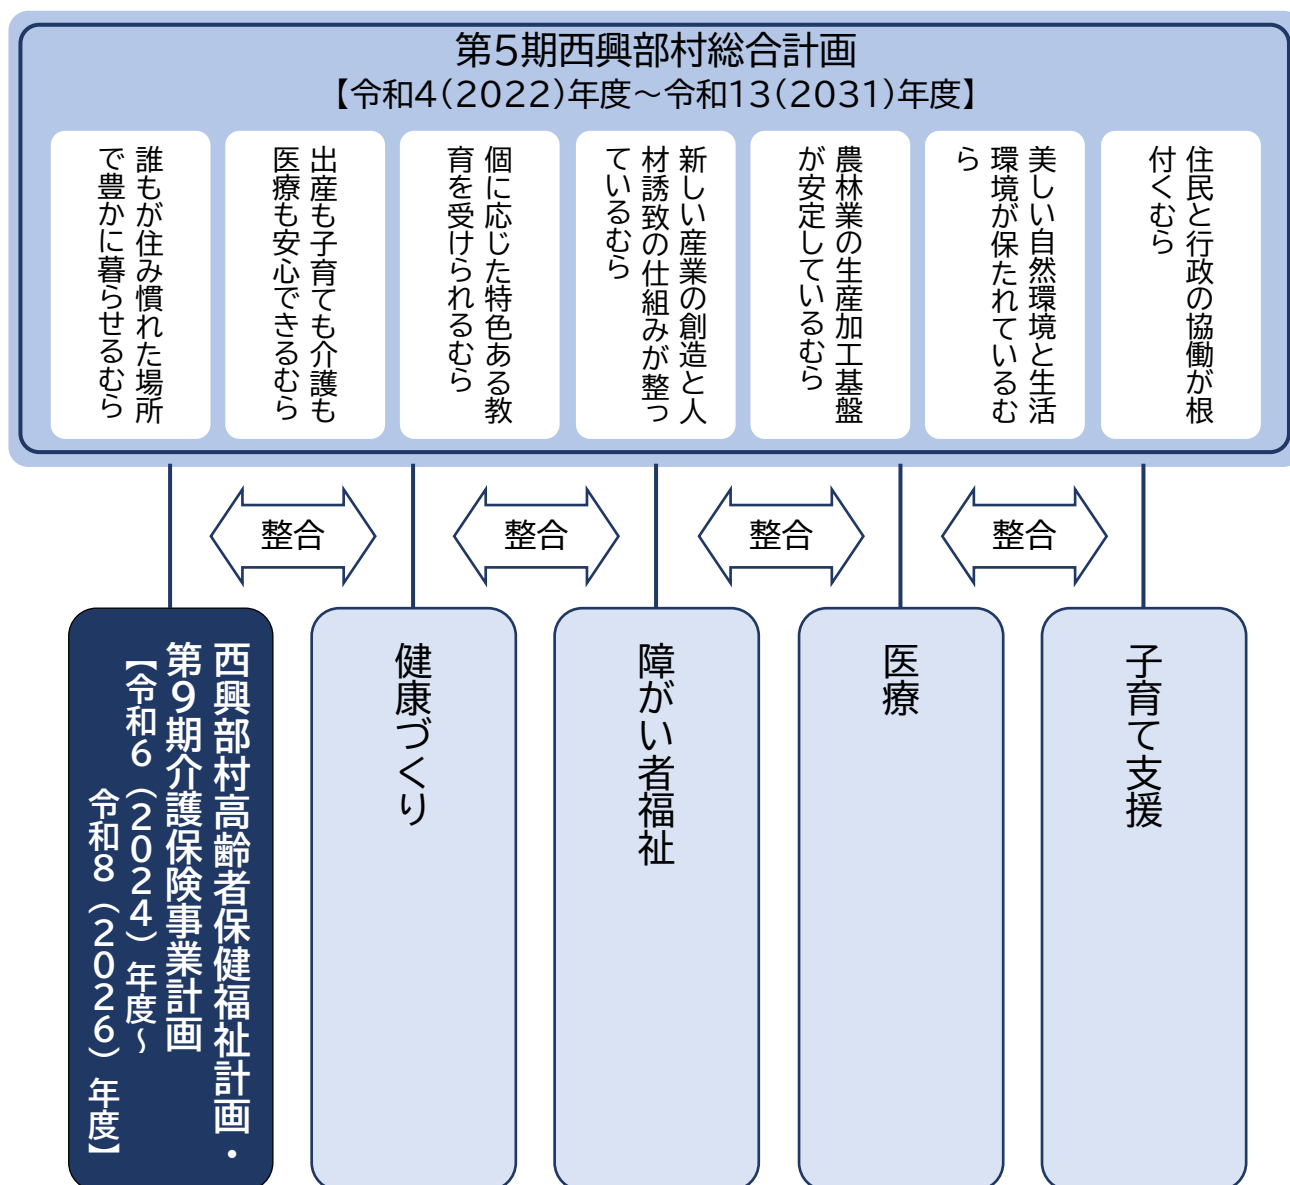 第5期西興部村総合計画
【令和4(2022)年度～令和13(2031)年度】
誰もが住み慣れた場所
で豊かに暮らせるむら
出産も子育ても介護も
医療も安心できるむら
個に応じた特色ある教
育を受けられるむら
新しい産業の創造と人
材誘致の仕組みが整っ
ているむら
農林業の生産加工基盤
が安定しているむら
美しい自然環境と生活
環境が保たれているむ
ら
住民と行政の協働が根
付くむら
整合
整合
整合
整合
西興部村高齢者保健福祉計画・
第9期介護保険事業計画
【令和6（2024）年度～
令和8（2026）年度】
健康づくり
障がい者福祉
医療
子育て支援